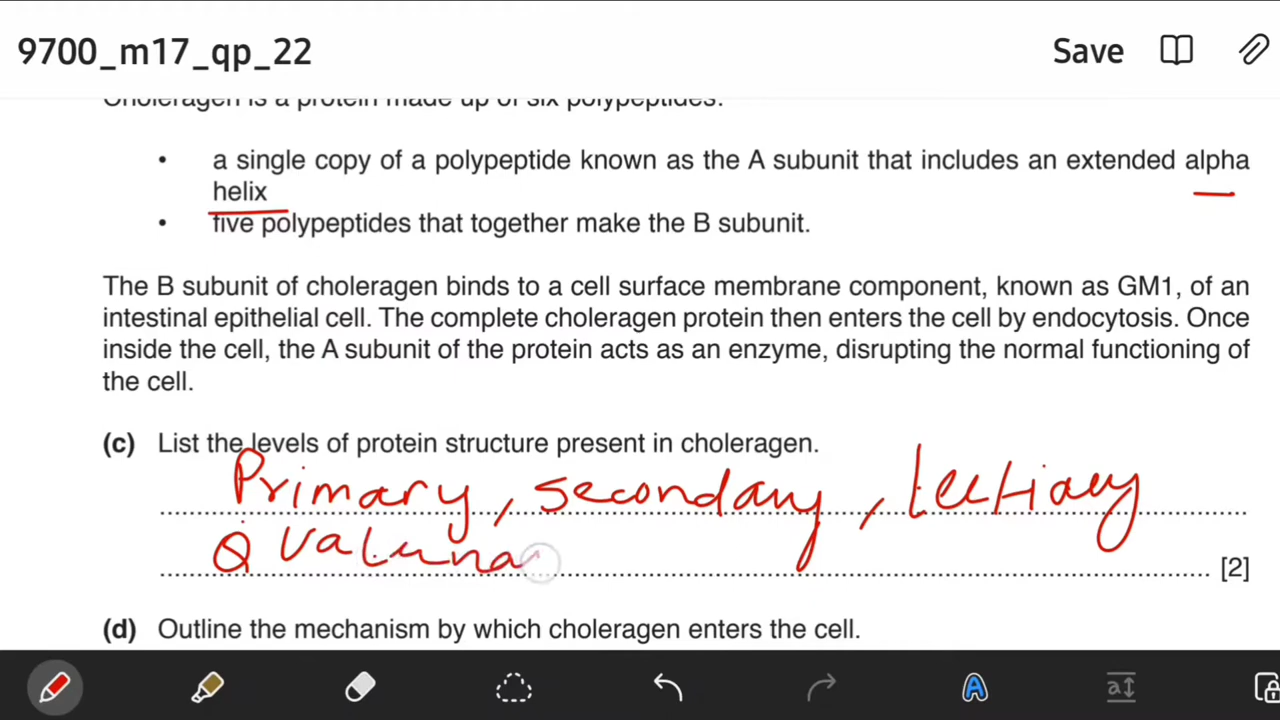 9700_m17_qp_22
Save
Choleragen is a protein made up of six polypeptides:
• a single copy of a polypeptide known as the A subunit that includes an extended alpha
helix
• five polypeptides that together make the B subunit.
The B subunit of choleragen binds to a cell surface membrane component, known as GM1, of an
intestinal epithelial cell. The complete choleragen protein then enters the cell by endocytosis. Once
inside the cell, the A subunit of the protein acts as an enzyme, disrupting the normal functioning of
the cell.
(c) List the levels of protein structure present in choleragen.
Primary, secondary, tertiary
[2]
(d) Outline the mechanism by which choleragen enters the cell.
A
a